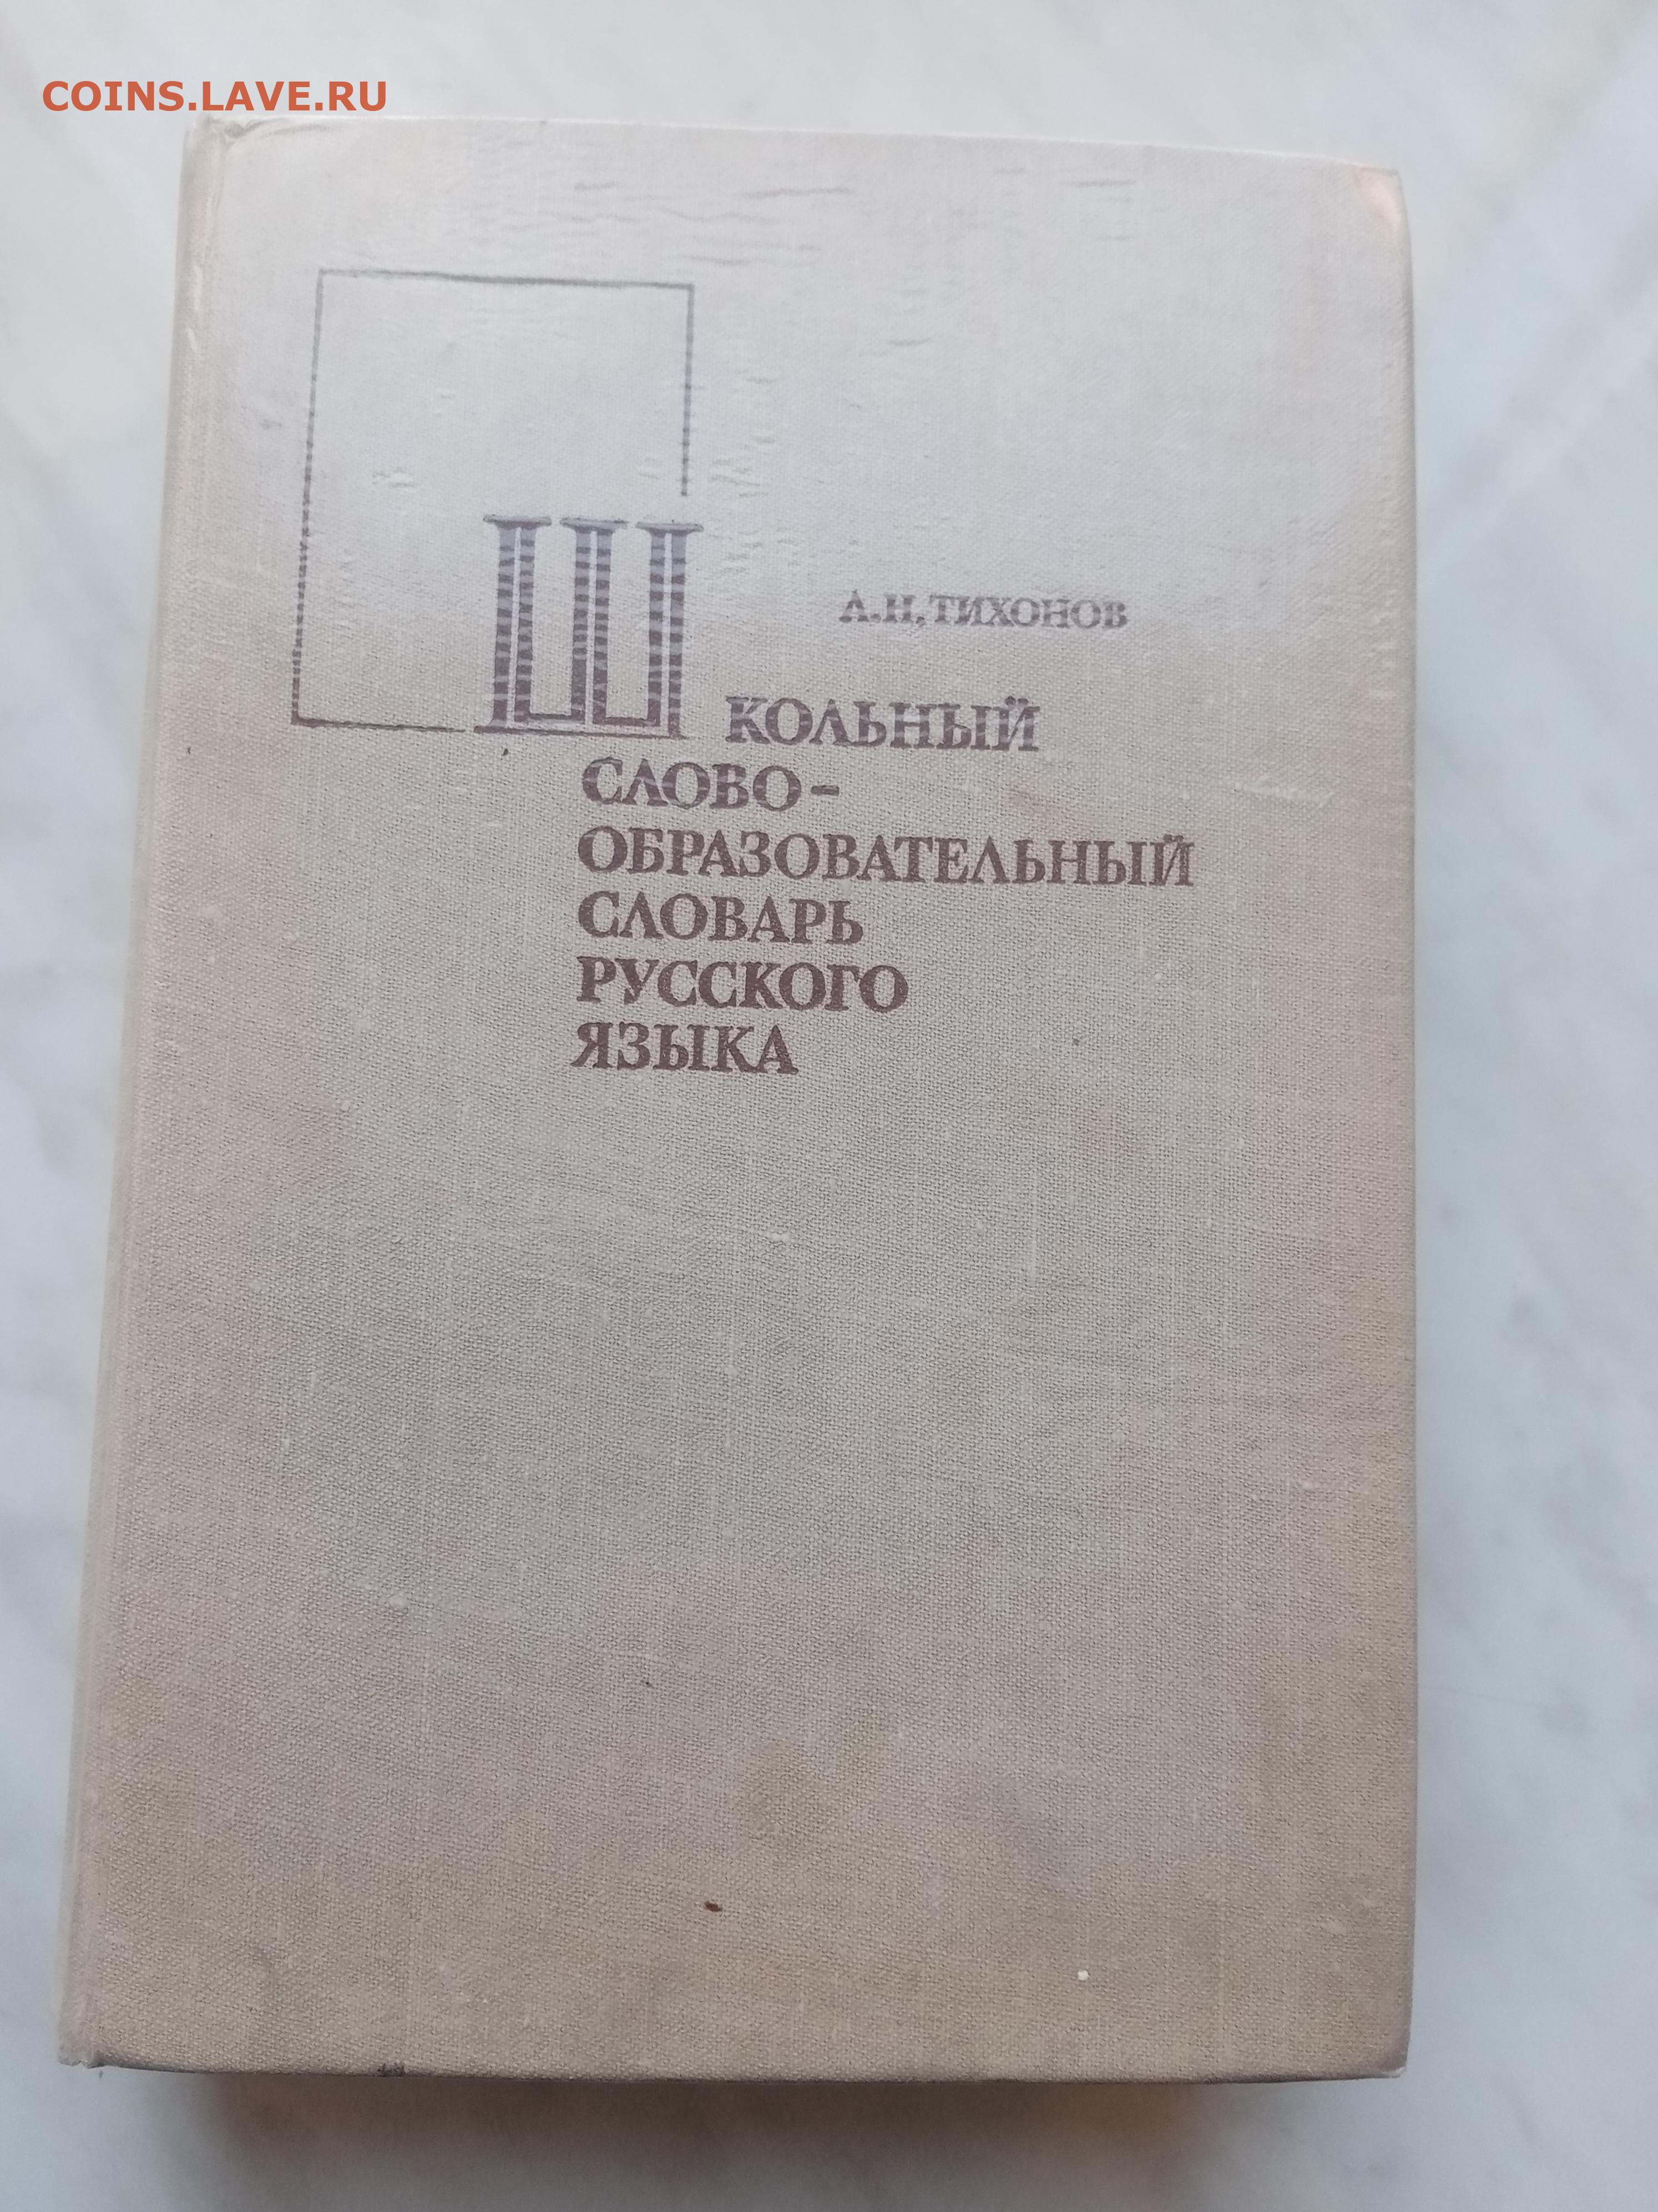 COINS.LAVE.RU
А.Н.ТИХОНОВ
ШКОЛЬНЫЙ
СЛОВО-
ОБРАЗОВАТЕЛЬНЫЙ
СЛОВАРЬ
РУССКОГО
ЯЗЫКА